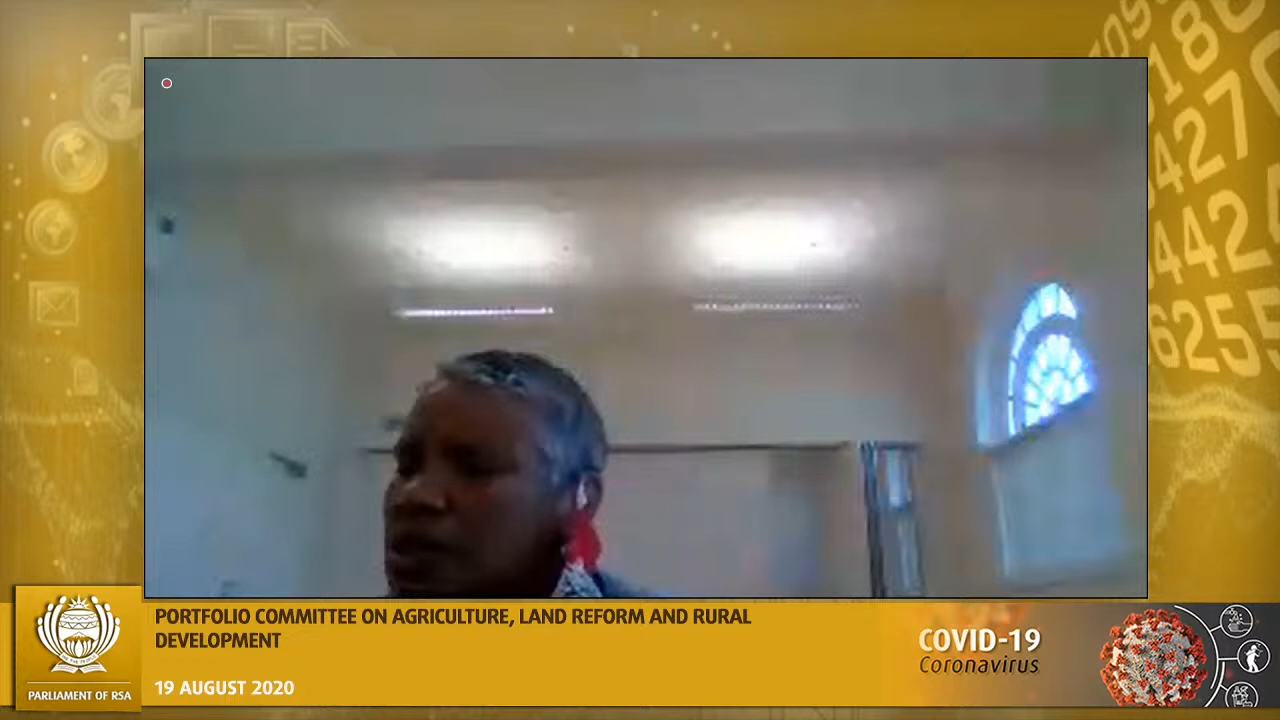 PORTFOLIO COMMITTEE ON AGRICULTURE, LAND REFORM AND RURAL
DEVELOPMENT
19 AUGUST 2020
PARLIAMENT OF RSA
COVID-19
Coronavirus